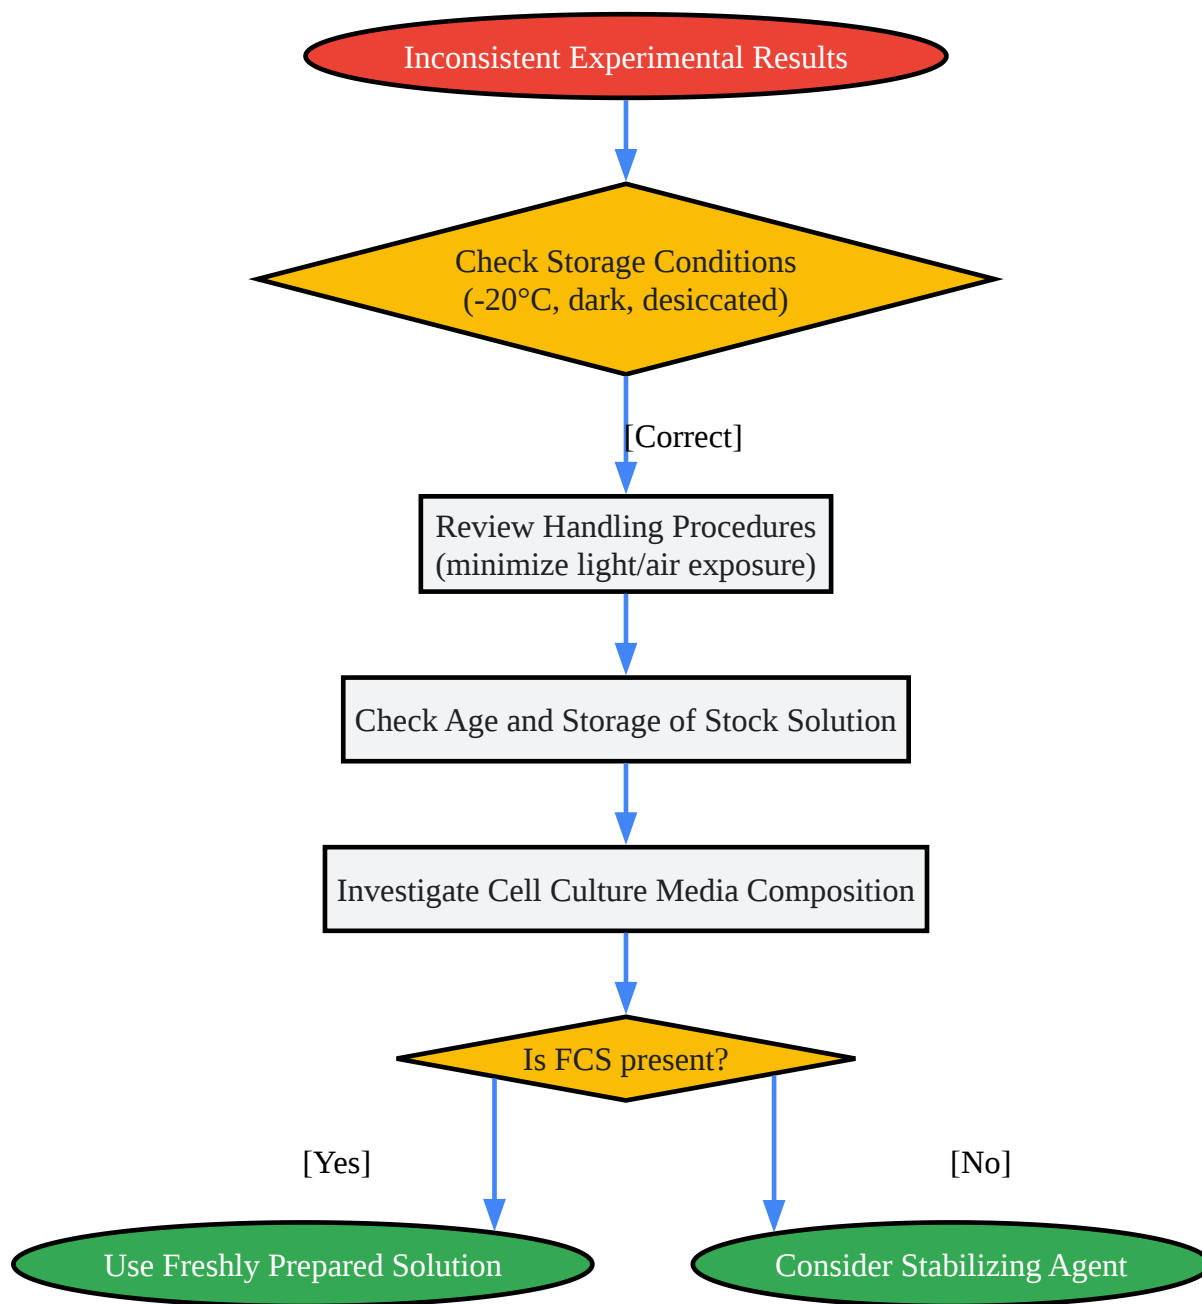 Inconsistent Experimental Results
Check Storage Conditions
(-20°C, dark, desiccated)
[Correct]
Review Handling Procedures
(minimize light/air exposure)
Check Age and Storage of Stock Solution
Investigate Cell Culture Media Composition
Is FCS present?
[Yes]
[No]
Use Freshly Prepared Solution
Consider Stabilizing Agent